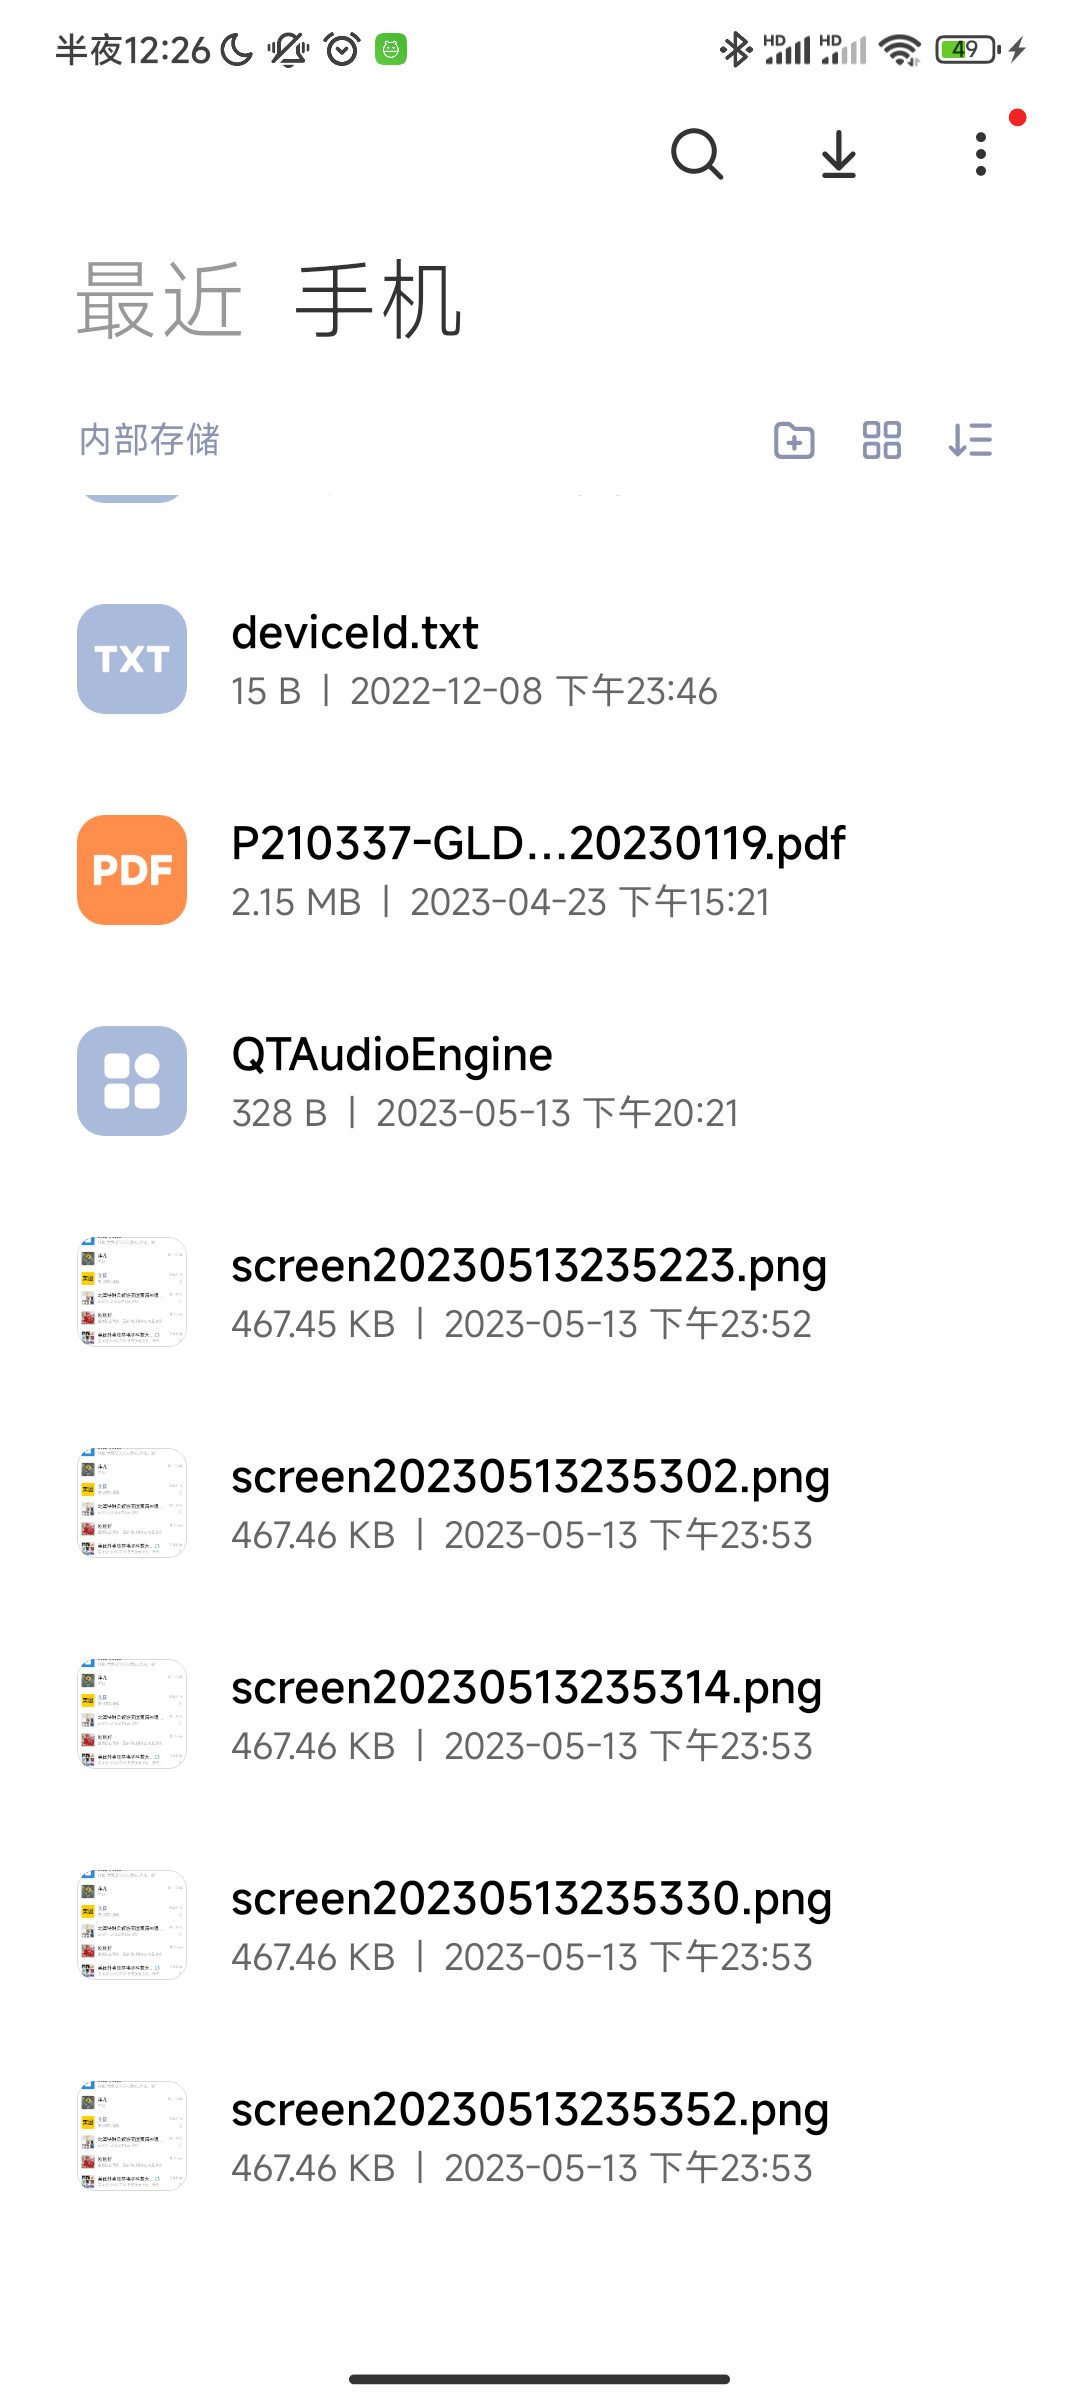 半夜12:26 HD HD 49
最近 手机
内部存储
TXT
deviceId.txt
15 B | 2022-12-08 下午23:46
PDF
P210337-GLD...20230119.pdf
2.15 MB | 2023-04-23 下午15:21
QTAudioEngine
328 B | 2023-05-13 下午20:21
screen20230513235223.png
467.45 KB | 2023-05-13 下午23:52
screen20230513235302.png
467.46 KB | 2023-05-13 下午23:53
screen20230513235314.png
467.46 KB | 2023-05-13 下午23:53
screen20230513235330.png
467.46 KB | 2023-05-13 下午23:53
screen20230513235352.png
467.46 KB | 2023-05-13 下午23:53